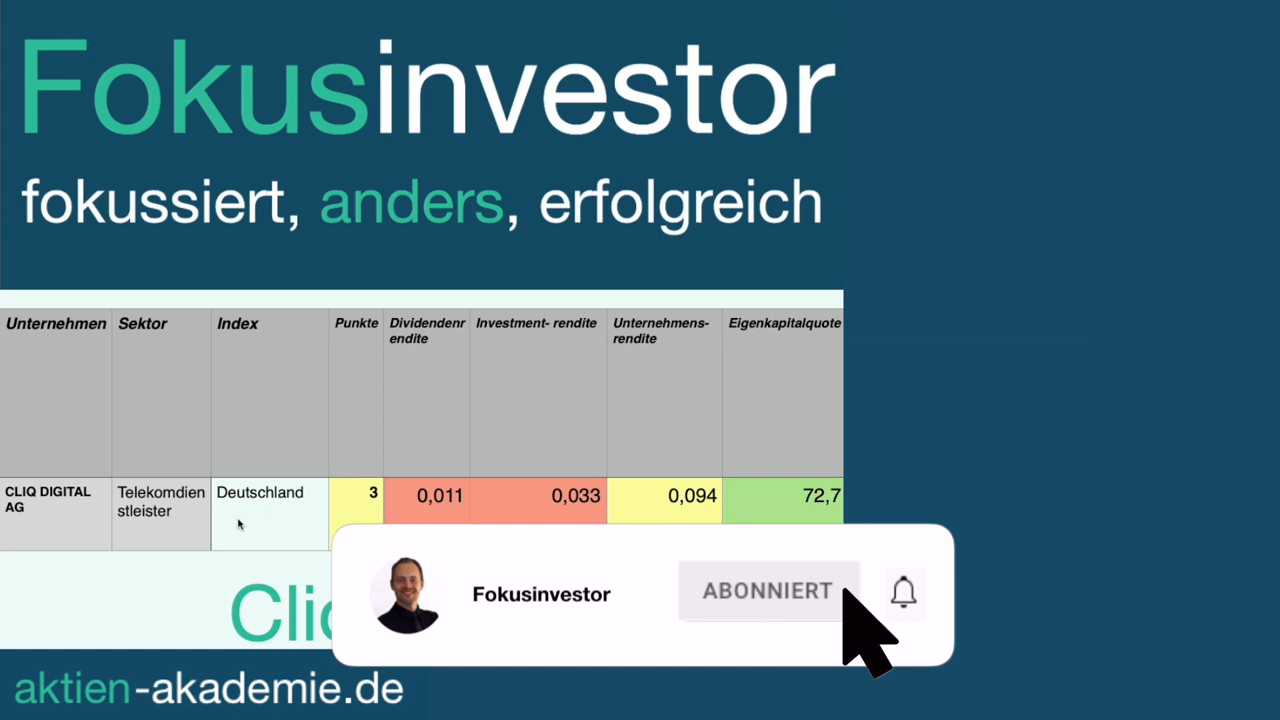 Fokusinvestor
fokussiert, anders, erfolgreich
Unternehmen Sektor Index Punkte Dividendenr Investment- rendite Unternehmens- Eigenkapitalquote
endite rendite
CLIQ DIGITAL Telekomdien Deutschland 3 0,011 0,033 0,094 72,7
AG stleister
Fokusinvestor ABONNIERT
aktien-akademie.de